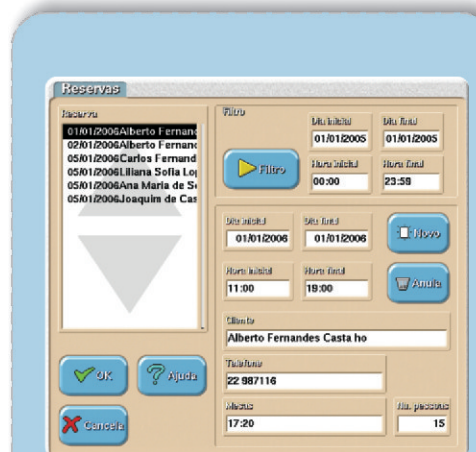 Reservas
Reserva
01/01/2006Alberto Fernand
02/01/2006Alberto Fernand
05/01/2006Carlos Fernand
05/01/2006Liliana Sofia Lop
05/01/2006Ana Maria de So
05/01/2006Joaquim de Cas
OK
Ajuda
Cancela
Filtro
Dia inicial Dia final
01/01/2005 01/01/2005
Filtro
Hora inicial Hora final
00:00 23:59
Dia inicial Dia final
01/01/2006 01/01/2006
Novo
Hora inicial Hora final
11:00 19:00
Anula
Cliente
Alberto Fernandes Casta ho
Telefone
22 987116
Mesas No. pessoas
17:20 15